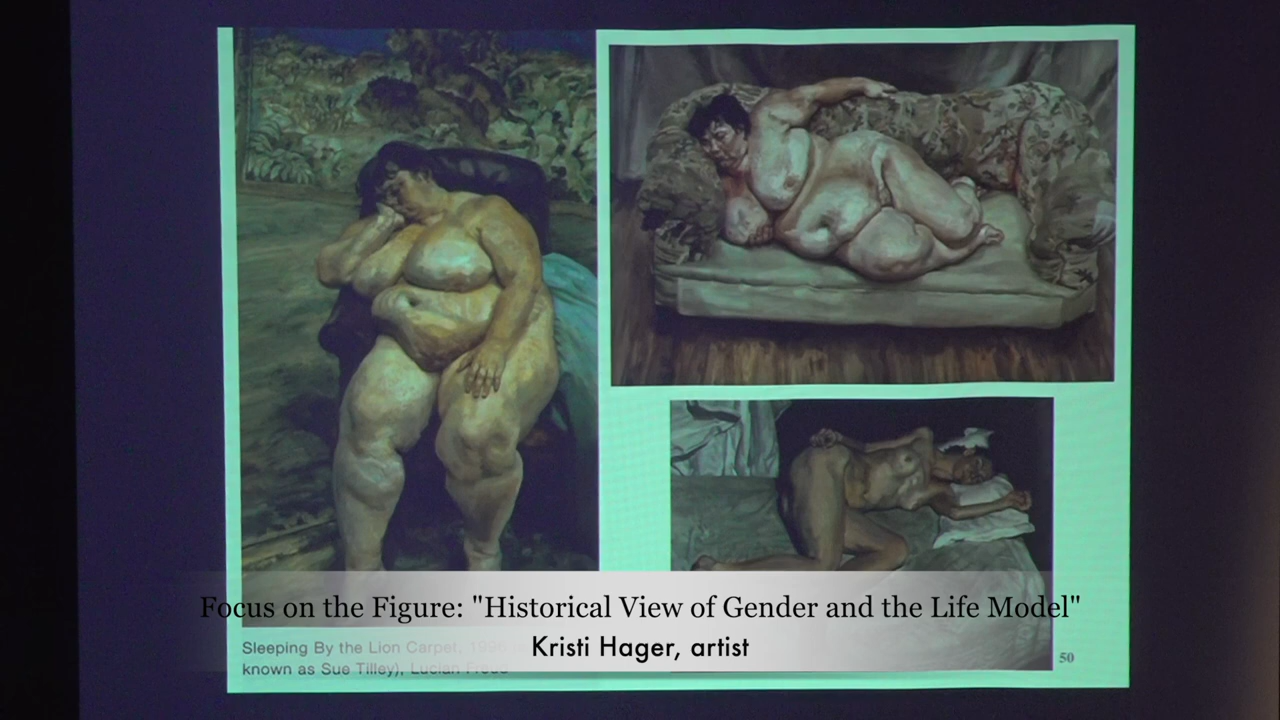 Focus on the Figure: "Historical View of Gender and the Life Model"
Kristi Hager, artist
Sleeping By the Lion Carpet,
known as Sue Tilley), Lucian Freud
50